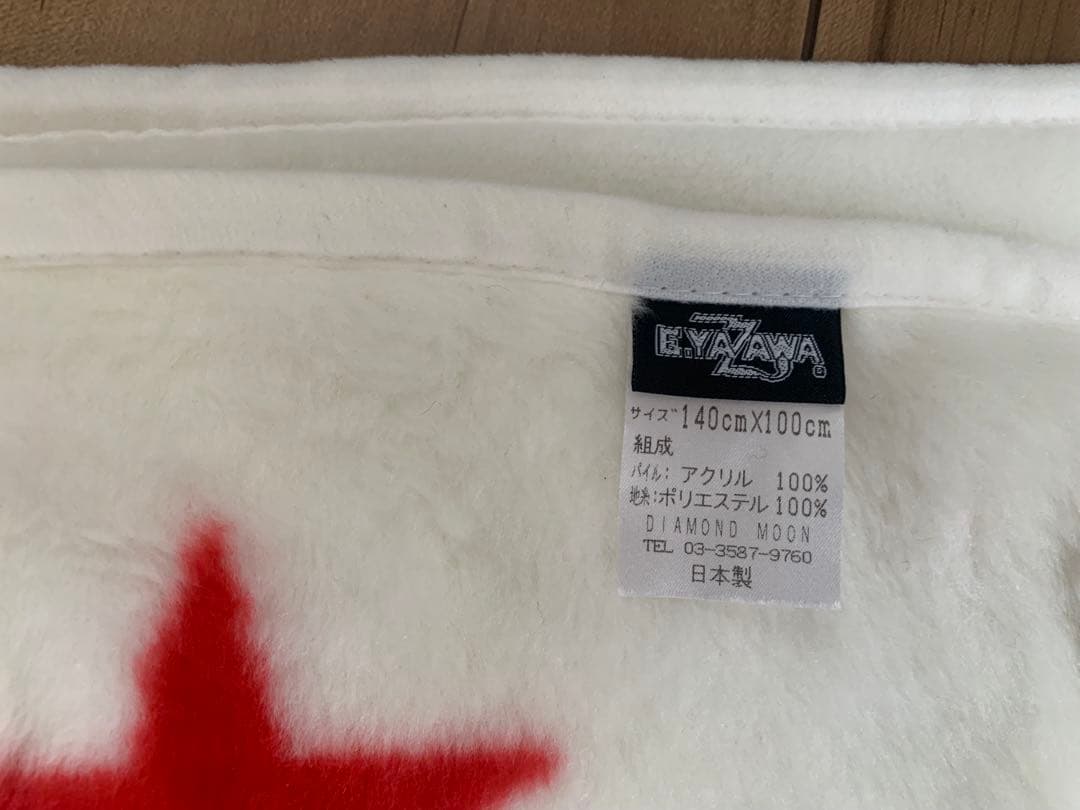 E.YAZAWA.
サイズ 140cmX100cm
組成
パイル: アクリル 100%
地糸:ポリエステル 100%
DIAMOND MOON
TEL 03-3587-9760
日本製